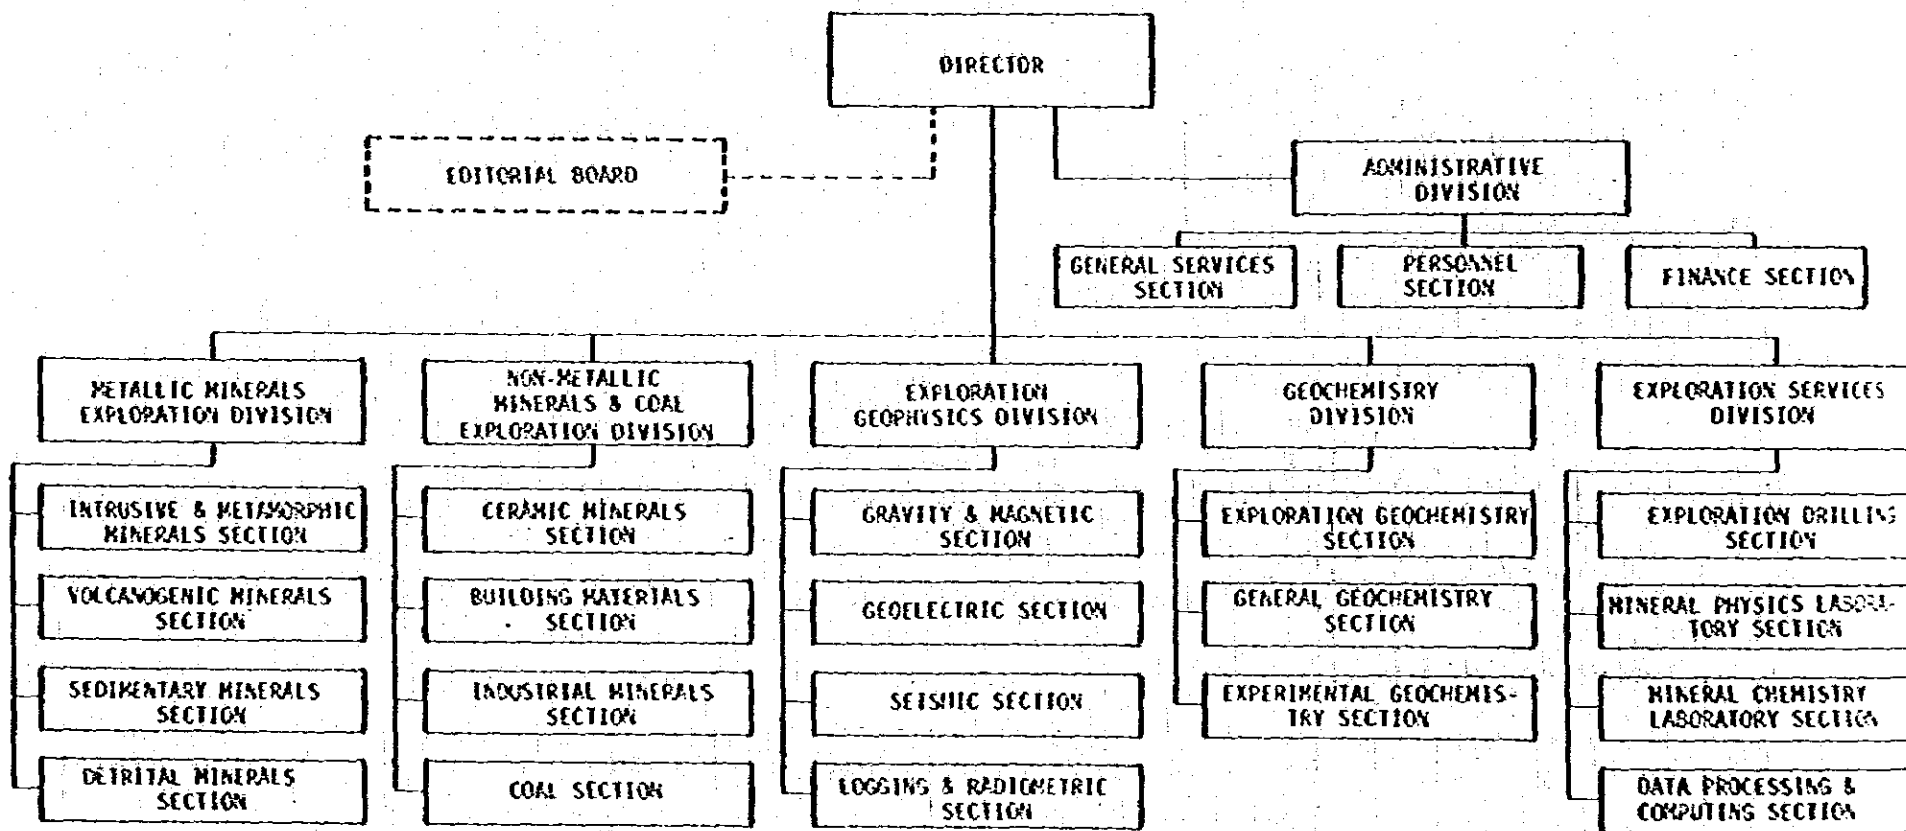 DIRECTOR
EDITORIAL BOARD
ADMINISTRATIVE
DIVISION
GENERAL SERVICES
SECTION
PERSONNEL
SECTION
FINANCE SECTION
METALLIC MINERALS
EXPLORATION DIVISION
NON-METALLIC
MINERALS & COAL
EXPLORATION DIVISION
EXPLORATION
GEOPHYSICS DIVISION
GEOCHEMISTRY
DIVISION
EXPLORATION SERVICES
DIVISION
INTRUSIVE & METAMORPHIC
MINERALS SECTION
VOLCANOGENIC MINERALS
SECTION
SEDIMENTARY MINERALS
SECTION
DETRITAL MINERALS
SECTION
CERAMIC MINERALS
SECTION
BUILDING MATERIALS
SECTION
INDUSTRIAL MINERALS
SECTION
COAL SECTION
GRAVITY & MAGNETIC
SECTION
GEOELECTRIC SECTION
SEISMIC SECTION
LOGGING & RADIOMETRIC
SECTION
EXPLORATION GEOCHEMISTRY
SECTION
GENERAL GEOCHEMISTRY
SECTION
EXPERIMENTAL GEOCHEMIS-
TRY SECTION
EXPLORATION DRILLING
SECTION
MINERAL PHYSICS LABORA-
TORY SECTION
MINERAL CHEMISTRY
LABORATORY SECTION
DATA PROCESSING &
COMPUTING SECTION